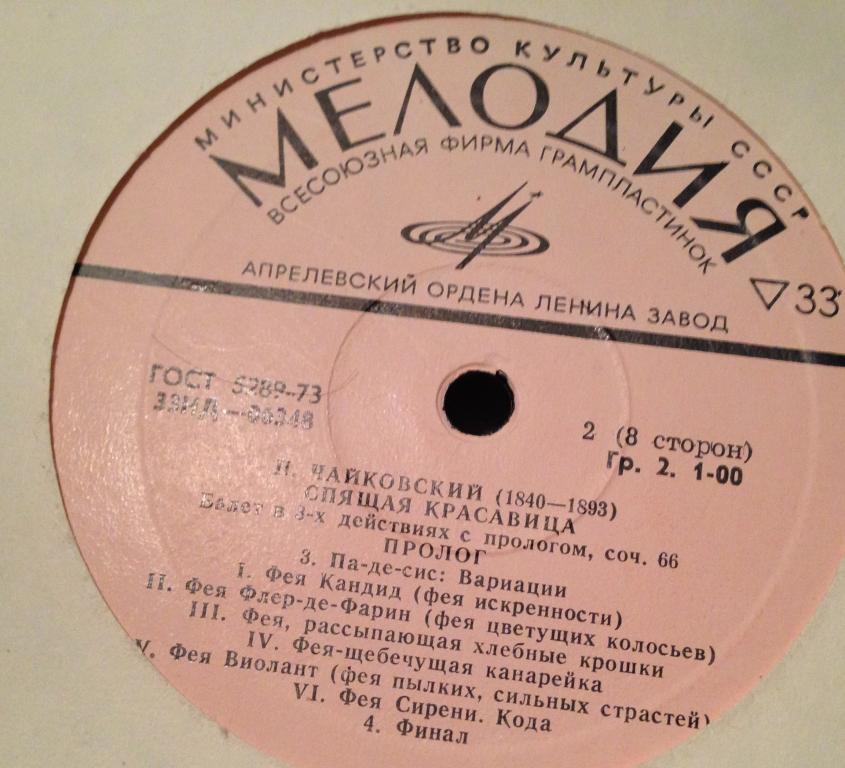 МИНИСТЕРСТВО КУЛЬТУРЫ СССР
МЕЛОДИЯ
ВСЕСОЮЗНАЯ ФИРМА ГРАМПЛАСТИНОК
АПРЕЛЕВСКИЙ ОРДЕНА ЛЕНИНА ЗАВОД
33
ГОСТ 5289-73
2 (8 сторон)
Гр. 2. 1-00
П. ЧАЙКОВСКИЙ (1840—1893)
СПЯЩАЯ КРАСАВИЦА
Балет в 3-х действиях с прологом, соч. 66
ПРОЛОГ
3. Па-де-сис: Вариации
I. Фея Кандид (фея искренности)
II. Фея Флер-де-Фарин (фея цветущих колосьев)
III. Фея, рассыпающая хлебные крошки
IV. Фея-щебечущая канарейка
V. Фея Виолант (фея пылких, сильных страстей)
VI. Фея Сирени. Кода
4. Финал